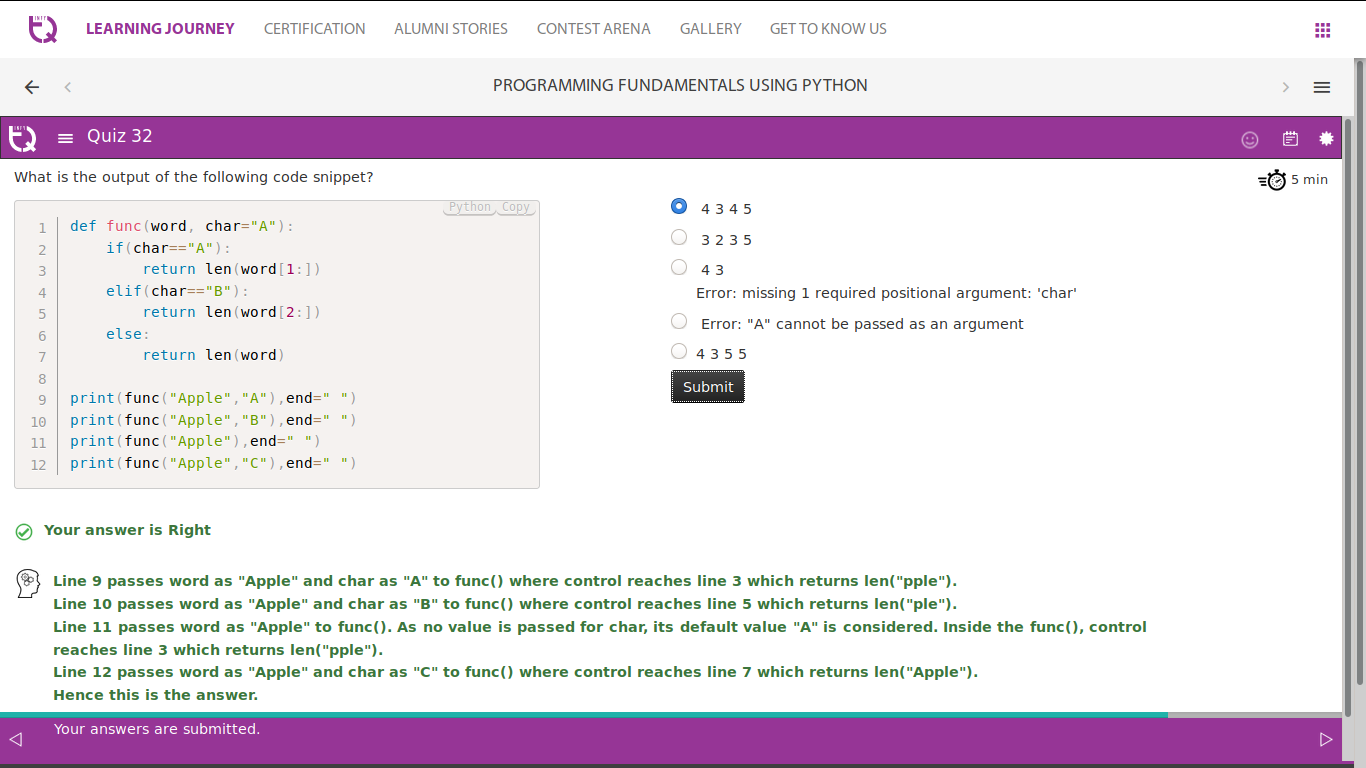 INFY TQ LEARNING JOURNEY CERTIFICATION ALUMNI STORIES CONTEST ARENA GALLERY GET TO KNOW US
PROGRAMMING FUNDAMENTALS USING PYTHON
INFY TQ Quiz 32
What is the output of the following code snippet?
5 min
Python Copy
1 def func(word, char="A"):
2 if(char=="A"):
3 return len(word[1:])
4 elif(char=="B"):
5 return len(word[2:])
6 else:
7 return len(word)
8
9 print(func("Apple","A"),end=" ")
10 print(func("Apple","B"),end=" ")
11 print(func("Apple"),end=" ")
12 print(func("Apple","C"),end=" ")
4 3 4 5
3 2 3 5
4 3
Error: missing 1 required positional argument: 'char'
Error: "A" cannot be passed as an argument
4 3 5 5
Submit
Your answer is Right
Line 9 passes word as "Apple" and char as "A" to func() where control reaches line 3 which returns len("pple").
Line 10 passes word as "Apple" and char as "B" to func() where control reaches line 5 which returns len("ple").
Line 11 passes word as "Apple" to func(). As no value is passed for char, its default value "A" is considered. Inside the func(), control
reaches line 3 which returns len("pple").
Line 12 passes word as "Apple" and char as "C" to func() where control reaches line 7 which returns len("Apple").
Hence this is the answer.
Your answers are submitted.